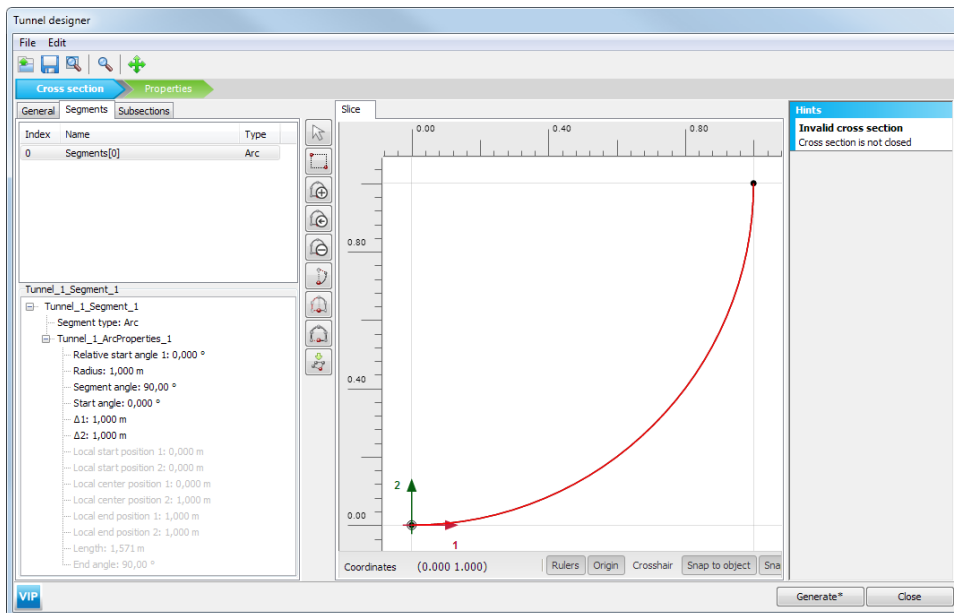 Tunnel designer
File Edit
Cross section Properties
General Segments Subsections
Index Name Type
0 Segments[0] Arc
Tunnel_1_Segment_1
Tunnel_1_Segment_1
Segment type: Arc
Tunnel_1_ArcProperties_1
Relative start angle 1: 0,000 °
Radius: 1,000 m
Segment angle: 90,00 °
Start angle: 0,000 °
Δ1: 1,000 m
Δ2: 1,000 m
Local start position 1: 0,000 m
Local start position 2: 0,000 m
Local center position 1: 0,000 m
Local center position 2: 1,000 m
Local end position 1: 1,000 m
Local end position 2: 1,000 m
Length: 1,571 m
End angle: 90,00 °
Slice
0.00 0.40 0.80
0.80
0.40
0.00
2
1
Coordinates (0.000 1.000) Rulers Origin Crosshair Snap to object Sna
Hints
Invalid cross section
Cross section is not closed
VIP
Generate* Close